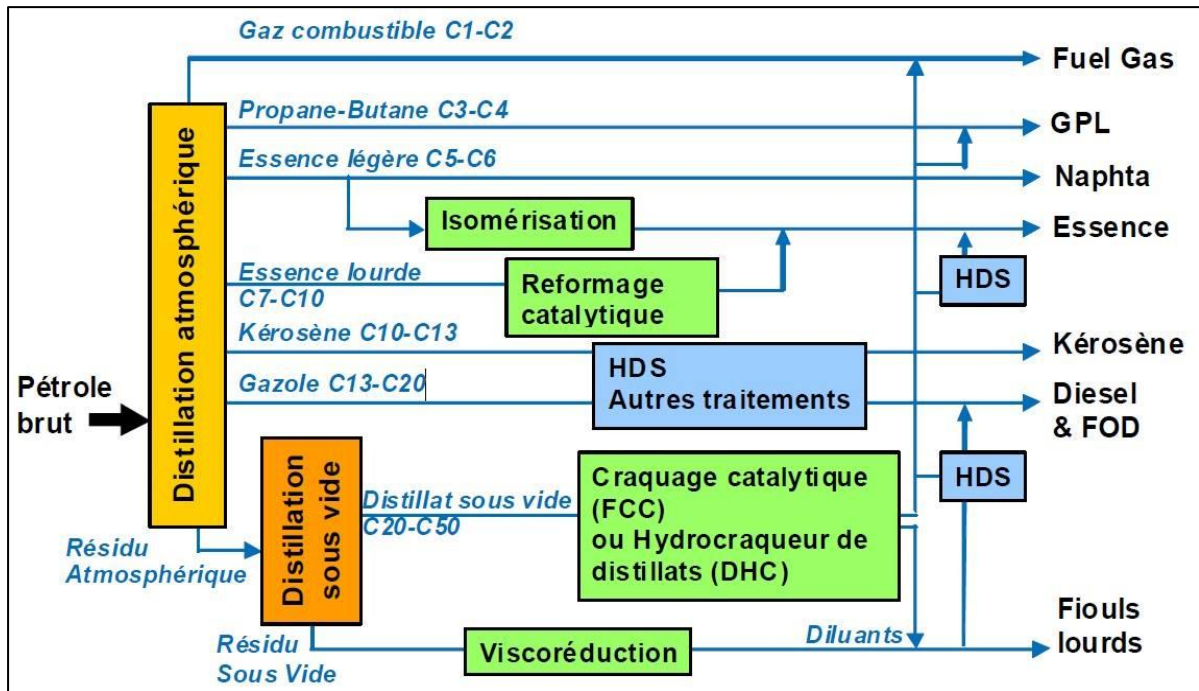 Gaz combustible C1-C2
Fuel Gas
Propane-Butane C3-C4
GPL
Essence légère C5-C6
Naphta
Isomérisation
Essence
Essence lourde
C7-C10
Reformage
catalytique
HDS
Kérosène C10-C13
Kérosène
HDS
Autres traitements
Gazole C13-C20
Diesel
& FOD
Pétrole
brut
Distillation atmosphérique
Distillation
sous vide
Distillat sous vide
C20-C50
Craquage catalytique
(FCC)
ou Hydrocraqueur de
distillats (DHC)
HDS
Résidu
Atmosphérique
Résidu
Sous Vide
Viscoréduction
Diluants
Fiouls
lourds